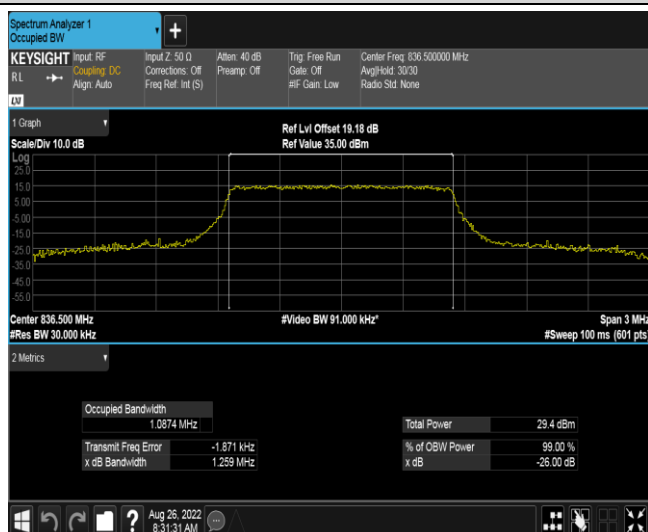 Spectrum Analyzer 1
Occupied BW
+
KEYSIGHT Input: RF Input Z: 50 Ω Atten: 40 dB Trig: Free Run Center Freq: 836.500000 MHz
RL Coupling: DC Corrections: Off Preamp: Off Gate: Off Avg|Hold: 30/30
Align: Auto Freq Ref: Int (S) #IF Gain: Low Radio Std: None
LXI
1 Graph
Ref Lvl Offset 19.18 dB
Scale/Div 10.0 dB Ref Value 35.00 dBm
Log
25.0
15.0
5.00
-5.00
-15.0
-25.0
-35.0
-45.0
-55.0
Center 836.500 MHz #Video BW 91.000 kHz* Span 3 MHz
#Res BW 30.000 kHz #Sweep 100 ms (601 pts)
2 Metrics
Occupied Bandwidth
1.0874 MHz Total Power 29.4 dBm
Transmit Freq Error -1.871 kHz % of OBW Power 99.00 %
x dB Bandwidth 1.259 MHz x dB -26.00 dB
? Aug 26, 2022
8:31:31 AM